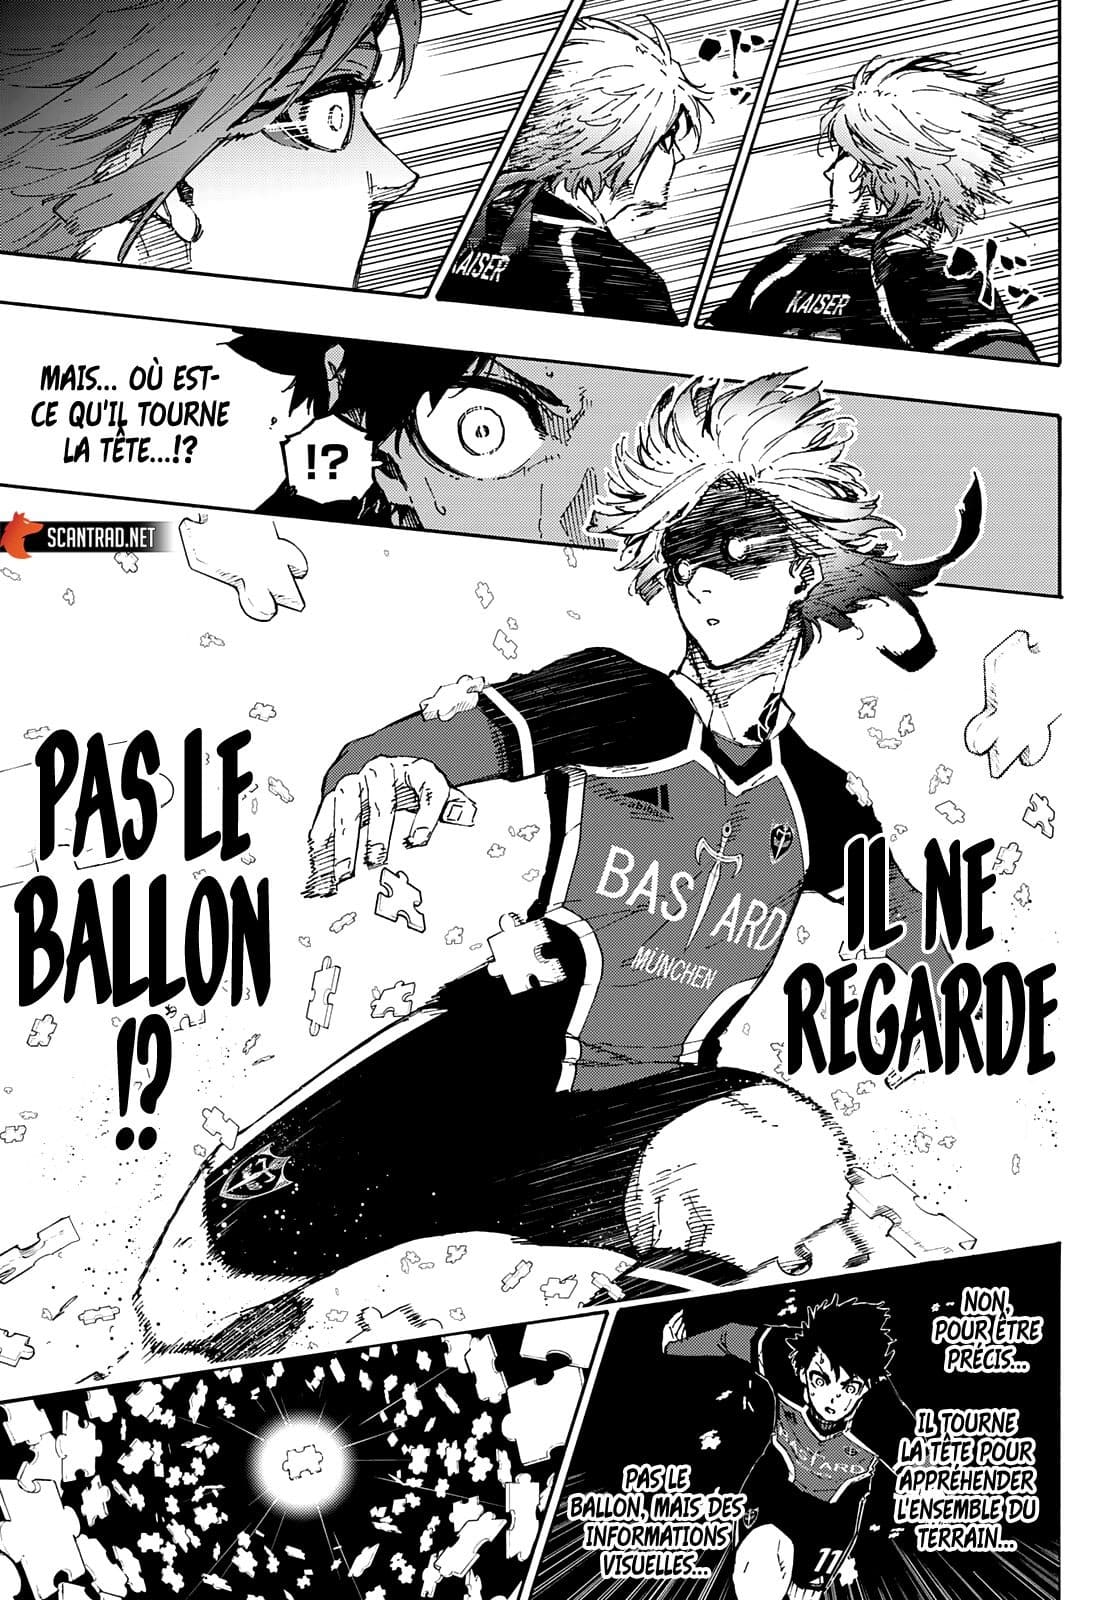 KAISER
KAISER
MAIS... OÙ EST-
CE QU'IL TOURNE
LA TÊTE...!?
!?
SCANTRAD.NET
IL NE
REGARDE
PAS LE
BALLON
!?
abibas
BASTARD
MÜNCHEN
NON,
POUR ÊTRE
PRÉCIS...
IL TOURNE
LA TÊTE POUR
APPRÉHENDER
L'ENSEMBLE DU
TERRAIN...
PAS LE
BALLON, MAIS DES
INFORMATIONS
VISUELLES...
BASTARD
11